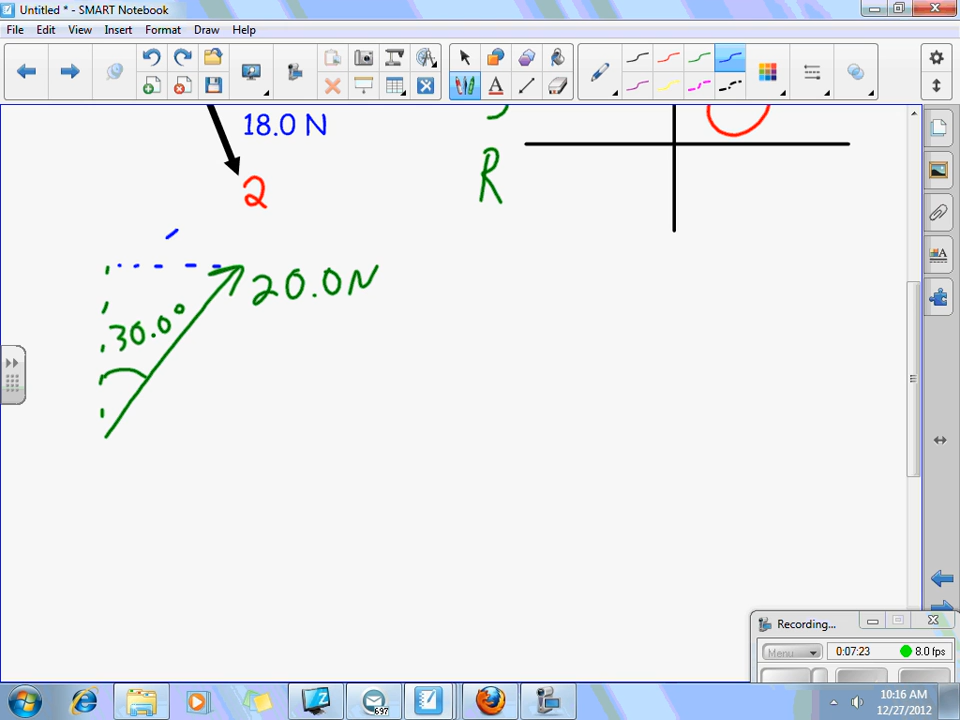 Untitled * - SMART Notebook
File Edit View Insert Format Draw Help
18.0 N
2
R
20.0N
30.0°
Recording...
Menu
0:07:23
8.0 fps
697
10:16 AM
12/27/2012